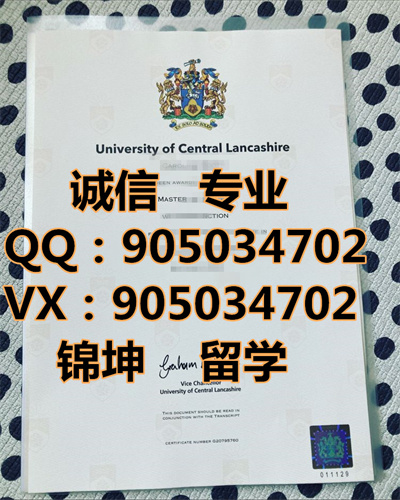 University of Central Lancashire
诚信 专业
MASTER
QQ：905034702
VX：905034702
锦坤 留学
Vice Chancellor
University of Central Lancashire
THIS DOCUMENT SHOULD BE READ IN
CONJUNCTION WITH THE TRANSCRIPT
011129